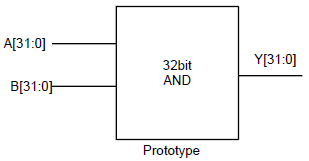 A[31:0]
B[31:0]
32bit
AND
Y[31:0]
Prototype